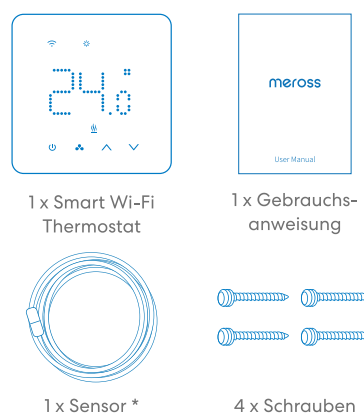 24.0°
meross
User Manual
1 x Smart Wi-Fi
Thermostat
1 x Gebrauchs-
anweisung
1 x Sensor *
4 x Schrauben